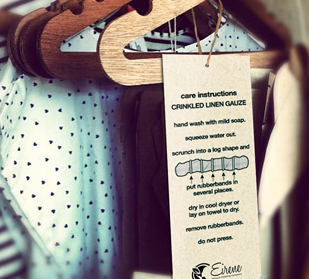 care instructions
CRINKLED LINEN GAUZE
hand wash with mild soap.
squeeze water out.
scrunch into a log shape and
put rubberbands in
several places.
dry in cool dryer or
lay on towel to dry.
remove rubberbands.
do not press.
Eirene